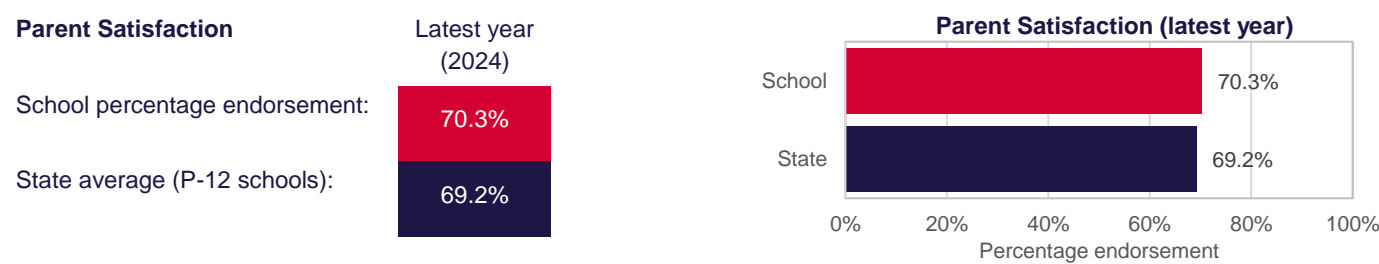 Parent Satisfaction
Latest year
(2024)
School percentage endorsement:
70.3%
State average (P-12 schools):
69.2%
Parent Satisfaction (latest year)
School
70.3%
State
69.2%
0% 20% 40% 60% 80% 100%
Percentage endorsement